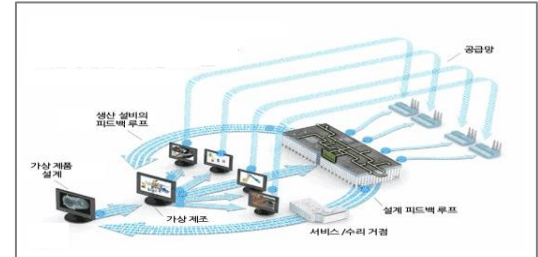 공급망
생산 설비의
피드백 루프
가상 제품
설계
가상 제조
설계 피드백 루프
서비스 /수리 거점